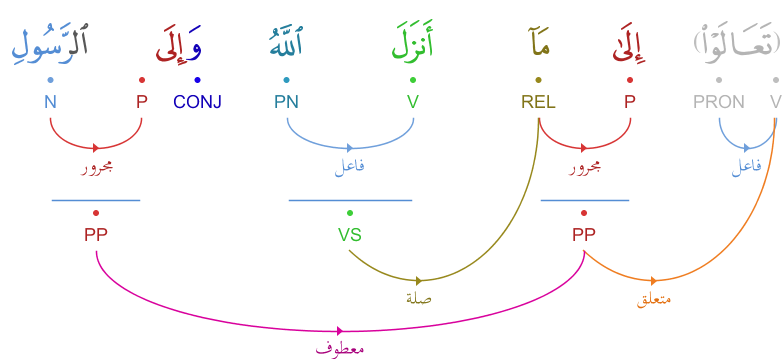 (تَعَالَوْا۟) إِلَىٰ مَآ أَنزَلَ ٱللَّهُ وَإِلَى ٱلرَّسُولِ
V PRON P REL V PN CONJ P N
فاعل مجرور فاعل مجرور
PP VS PP
متعلق صلة
معطوف